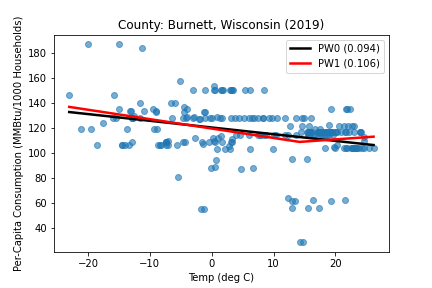 County: Burnett, Wisconsin (2019)
PW0 (0.094)
PW1 (0.106)
Per-Capita Consumption (MMBtu/1000 Households)
180
160
140
120
100
80
60
40
−20 −10 0 10 20
Temp (deg C)